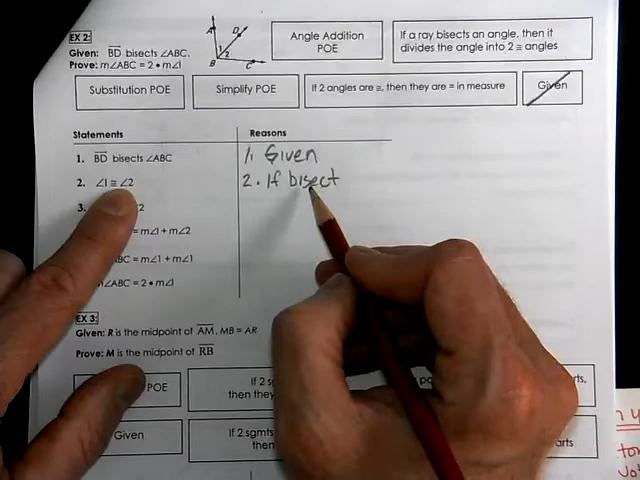 EX 2:
Given: BD bisects ∠ABC.
Prove: m∠ABC = 2 • m∠1
A
D
1
2
B
C
Angle Addition
POE
If a ray bisects an angle, then it
divides the angle into 2 ≅ angles
Substitution POE
Simplify POE
If 2 angles are ≅, then they are = in measure
Given
Statements
Reasons
1. BD bisects ∠ABC
1. Given
2. ∠1 ≅ ∠2
2. If bisect
3.
2
= m∠1 + m∠2
BC = m∠1 + m∠1
∠ABC = 2 • m∠1
EX 3:
Given: R is the midpoint of AM, MB = AR
Prove: M is the midpoint of RB
POE
If 2
then they
Given
If 2 sgmts